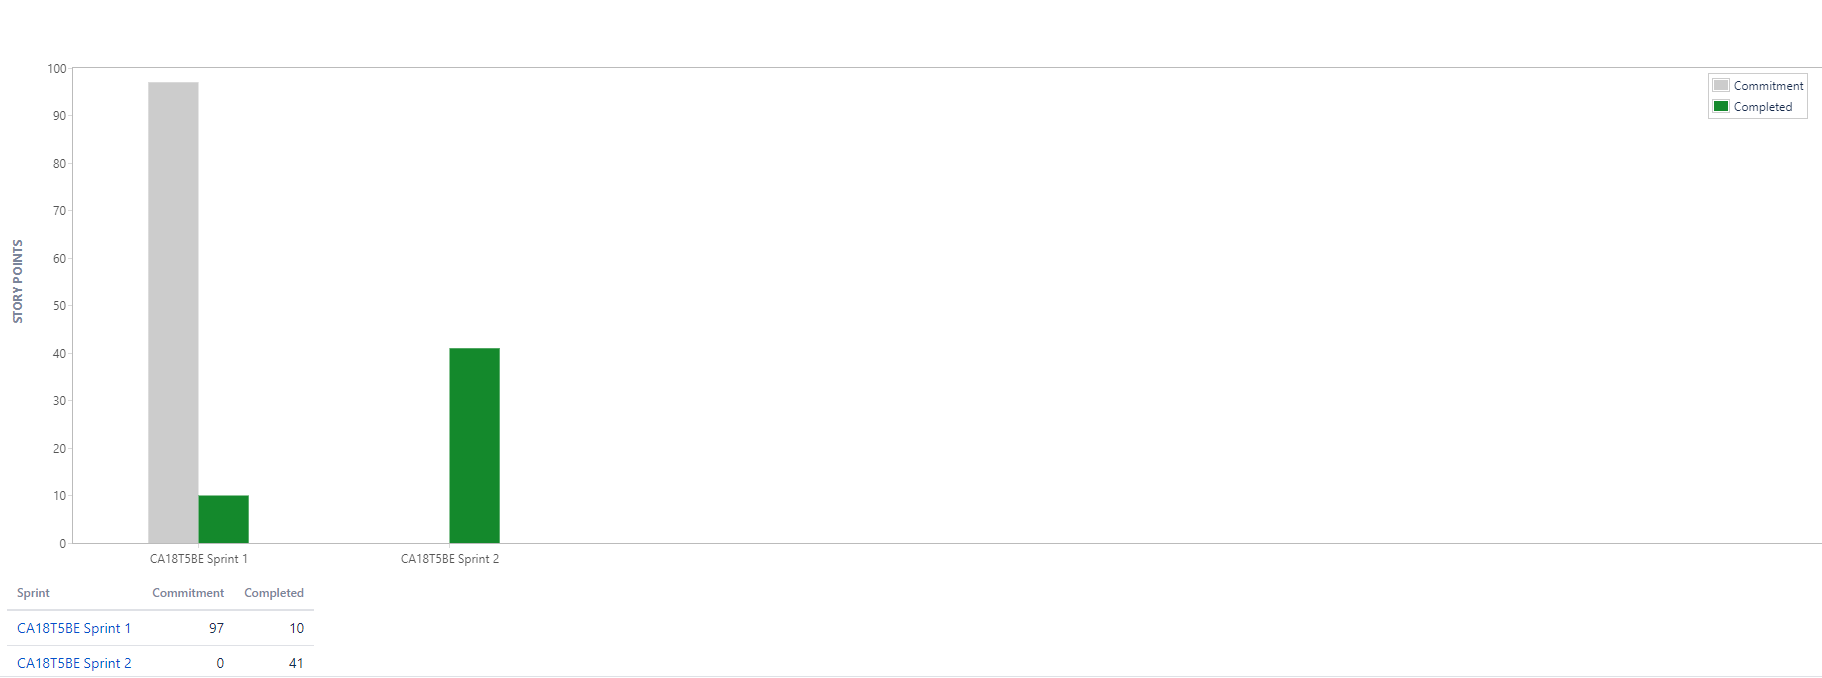 100
90
80
70
60
50
40
30
20
10
0
STORY POINTS
Commitment
Completed
CA18T5BE Sprint 1
CA18T5BE Sprint 2
Sprint Commitment Completed
CA18T5BE Sprint 1 97 10
CA18T5BE Sprint 2 0 41